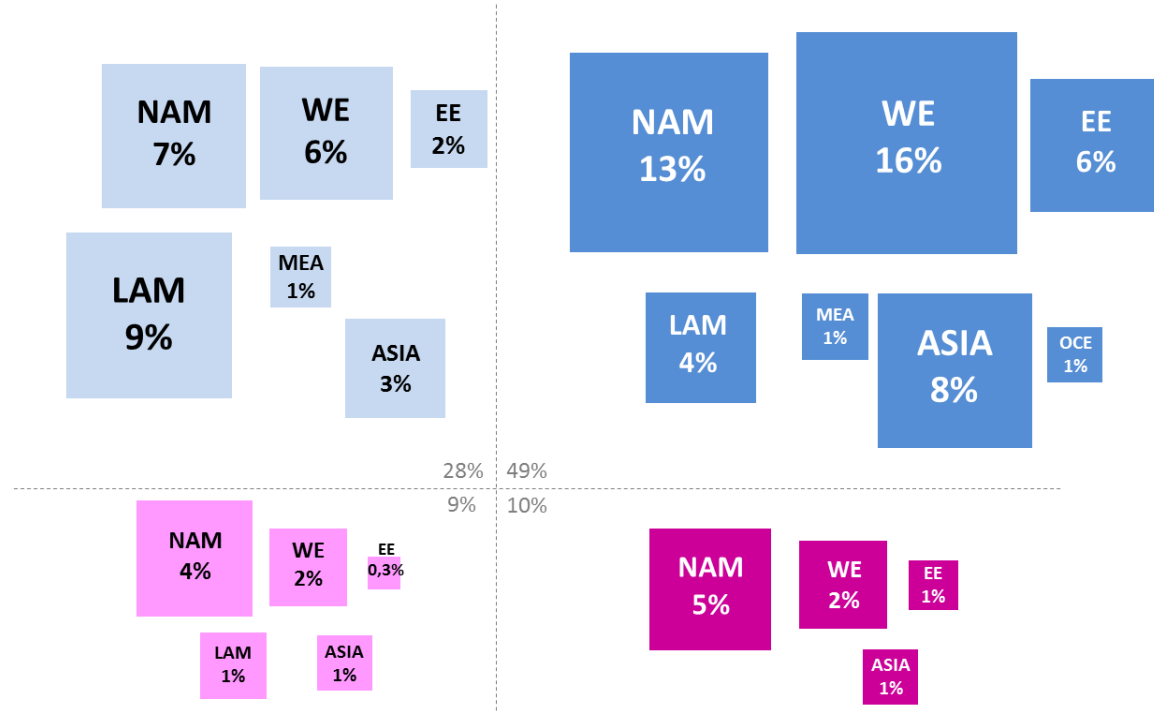 NAM
7%
WE
6%
EE
2%
LAM
9%
MEA
1%
ASIA
3%
NAM
13%
WE
16%
EE
6%
LAM
4%
MEA
1%
ASIA
8%
OCE
1%
28%
49%
9%
10%
NAM
4%
WE
2%
EE
0,3%
LAM
1%
ASIA
1%
NAM
5%
WE
2%
EE
1%
ASIA
1%